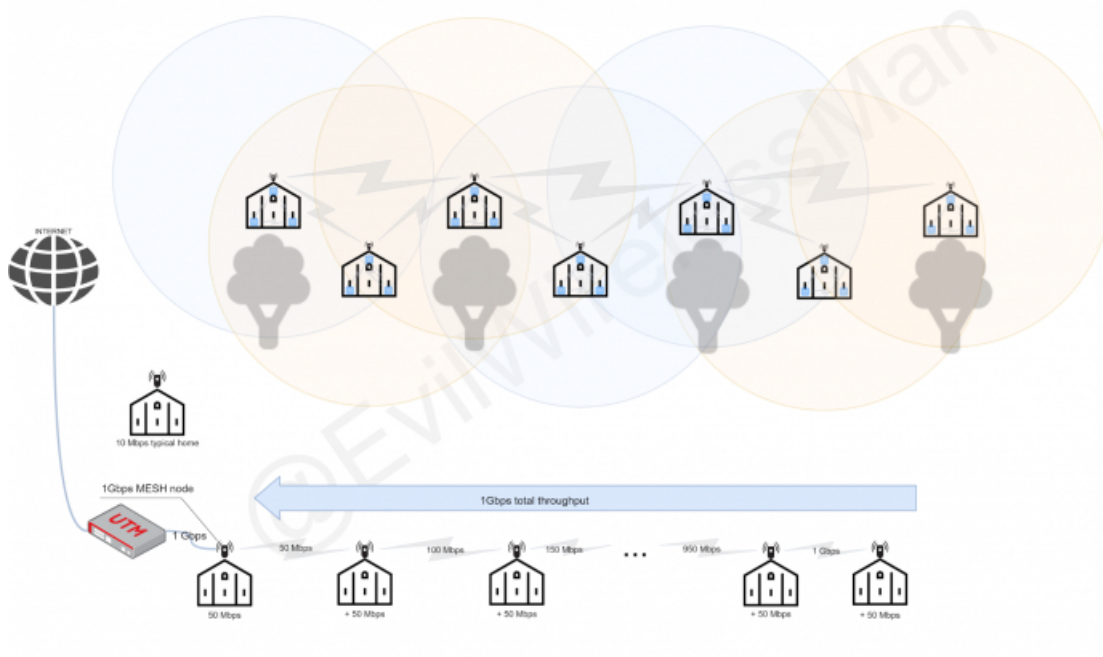 @EvilWirelessMan
INTERNET
10 Mbps typical home
1Gbps MESH node
1Gbps total throughput
UTM
1 Gbps
50 Mbps
100 Mbps
150 Mbps
...
950 Mbps
1 Gbps
50 Mbps
+ 50 Mbps
+ 50 Mbps
+ 50 Mbps
+ 50 Mbps